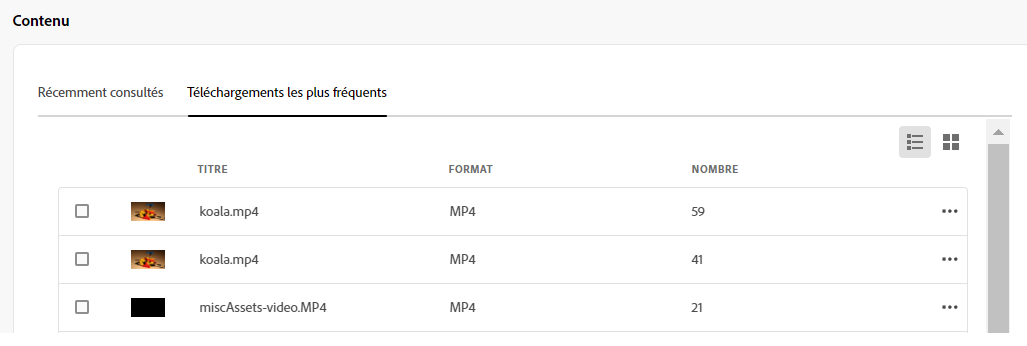 Contenu
Récemment consultés Téléchargements les plus fréquents
TITRE FORMAT NOMBRE
koala.mp4 MP4 59
koala.mp4 MP4 41
miscAssets-video.MP4 MP4 21